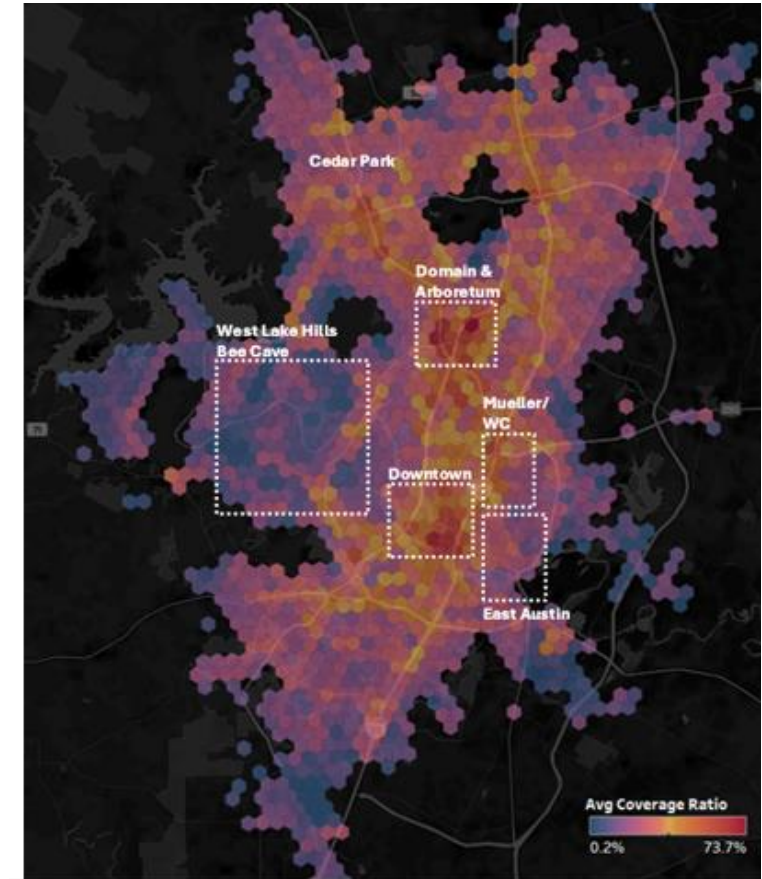 Cedar Park
Domain &
Arboretum
West Lake Hills
Bee Cave
Mueller/
WC
Downtown
East Austin
71
Avg Coverage Ratio
0.2%
73.7%